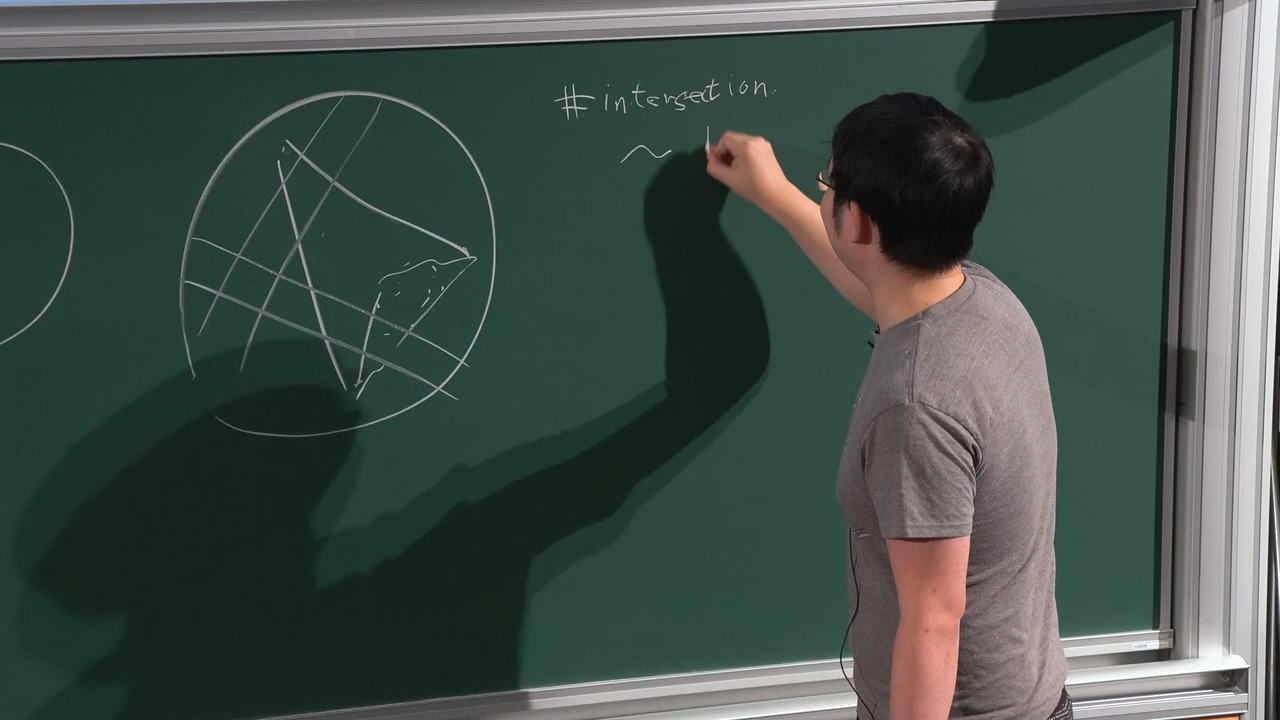 # intersection.
~